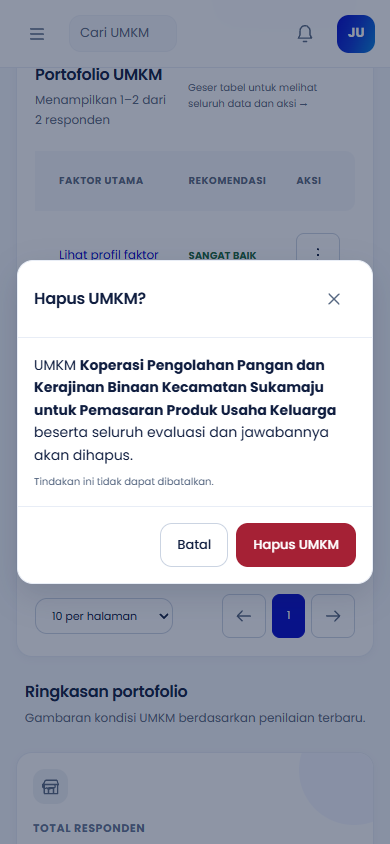 Cari UMKM
JU
Portofolio UMKM
Menampilkan 1–2 dari
2 responden
Geser tabel untuk melihat
seluruh data dan aksi →
FAKTOR UTAMA
REKOMENDASI
AKSI
Lihat profil faktor
SANGAT BAIK
Hapus UMKM?
UMKM Koperasi Pengolahan Pangan dan
Kerajinan Binaan Kecamatan Sukamaju
untuk Pemasaran Produk Usaha Keluarga
beserta seluruh evaluasi dan jawabannya
akan dihapus.
Tindakan ini tidak dapat dibatalkan.
Batal
Hapus UMKM
10 per halaman
1
Ringkasan portofolio
Gambaran kondisi UMKM berdasarkan penilaian terbaru.
TOTAL RESPONDEN